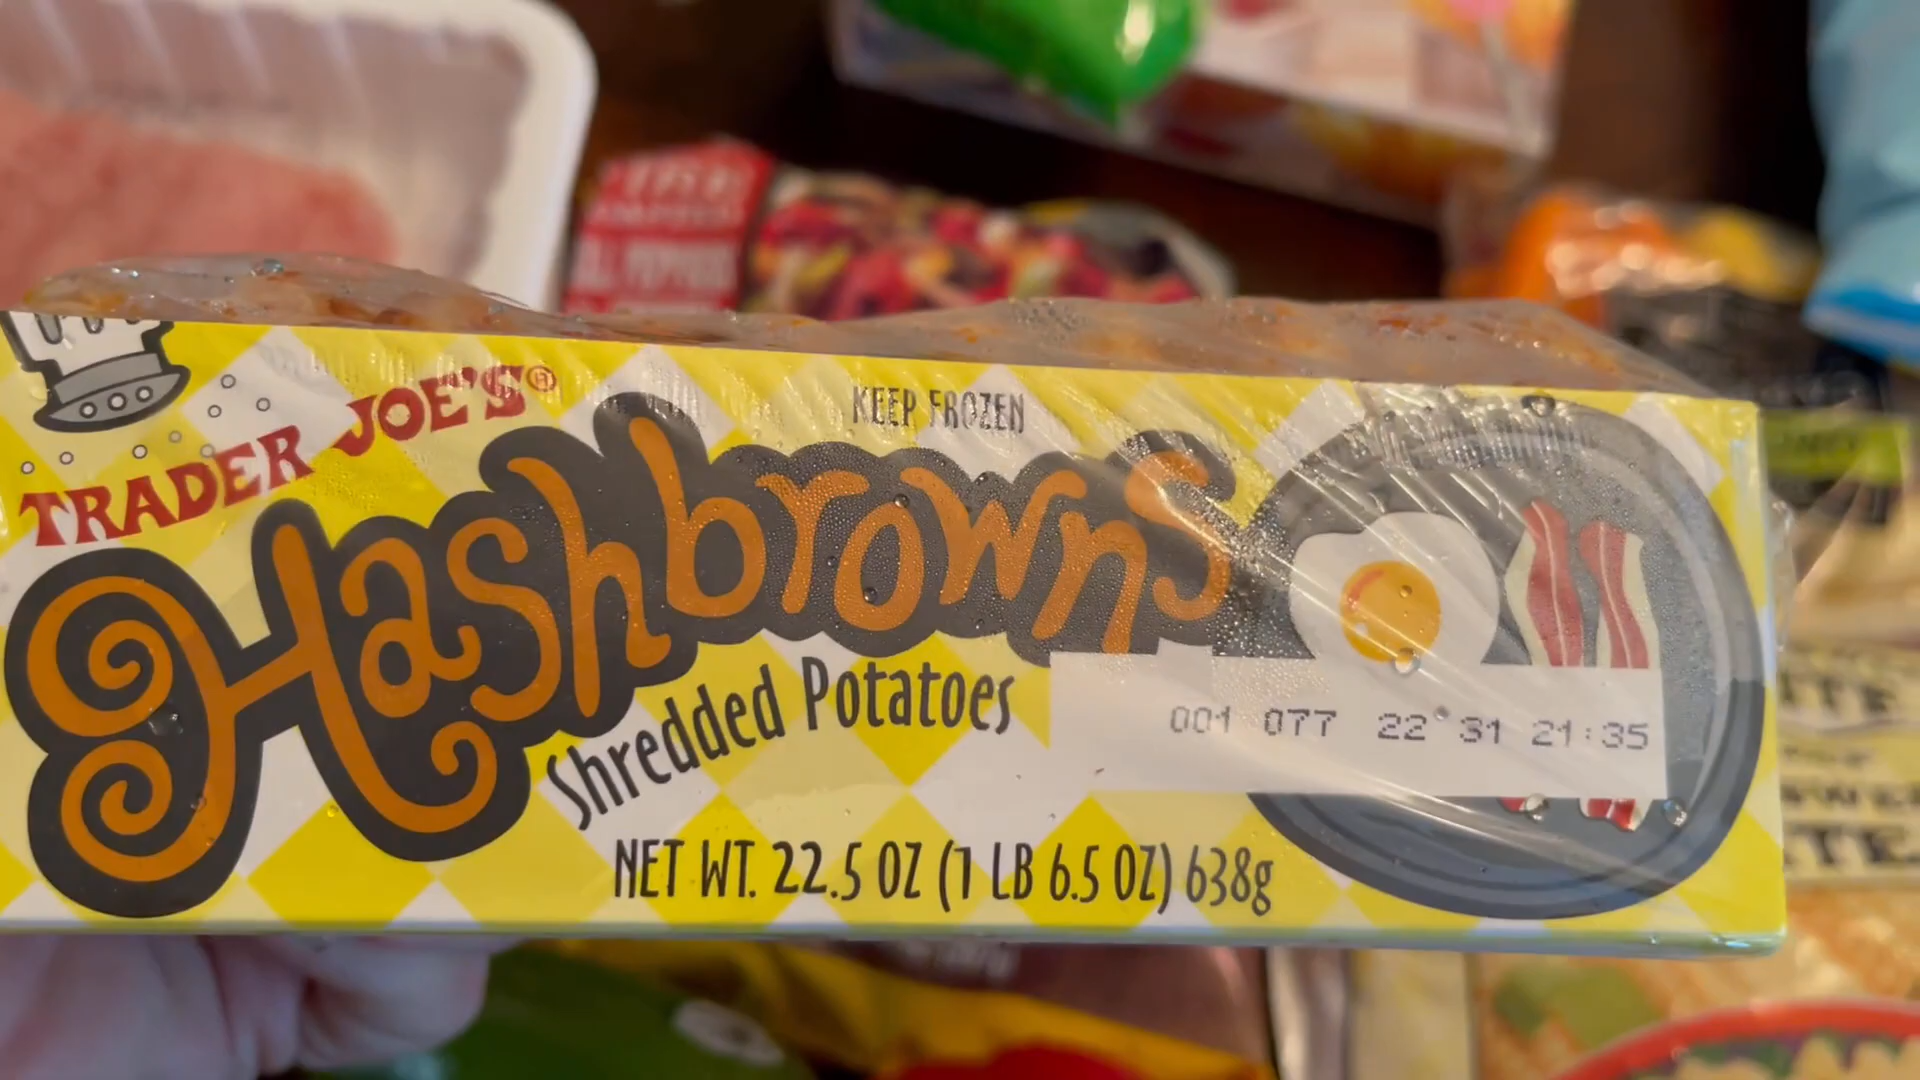 TRADER JOE'S®
KEEP FROZEN
Hashbrowns
Shredded Potatoes
001 077 22 31 21:35
NET WT. 22.5 OZ (1 LB 6.5 OZ) 638g